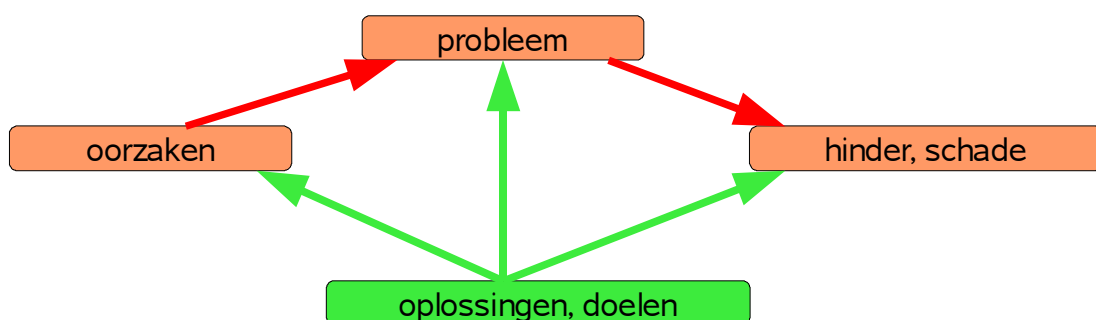 probleem
oorzaken
hinder, schade
oplossingen, doelen